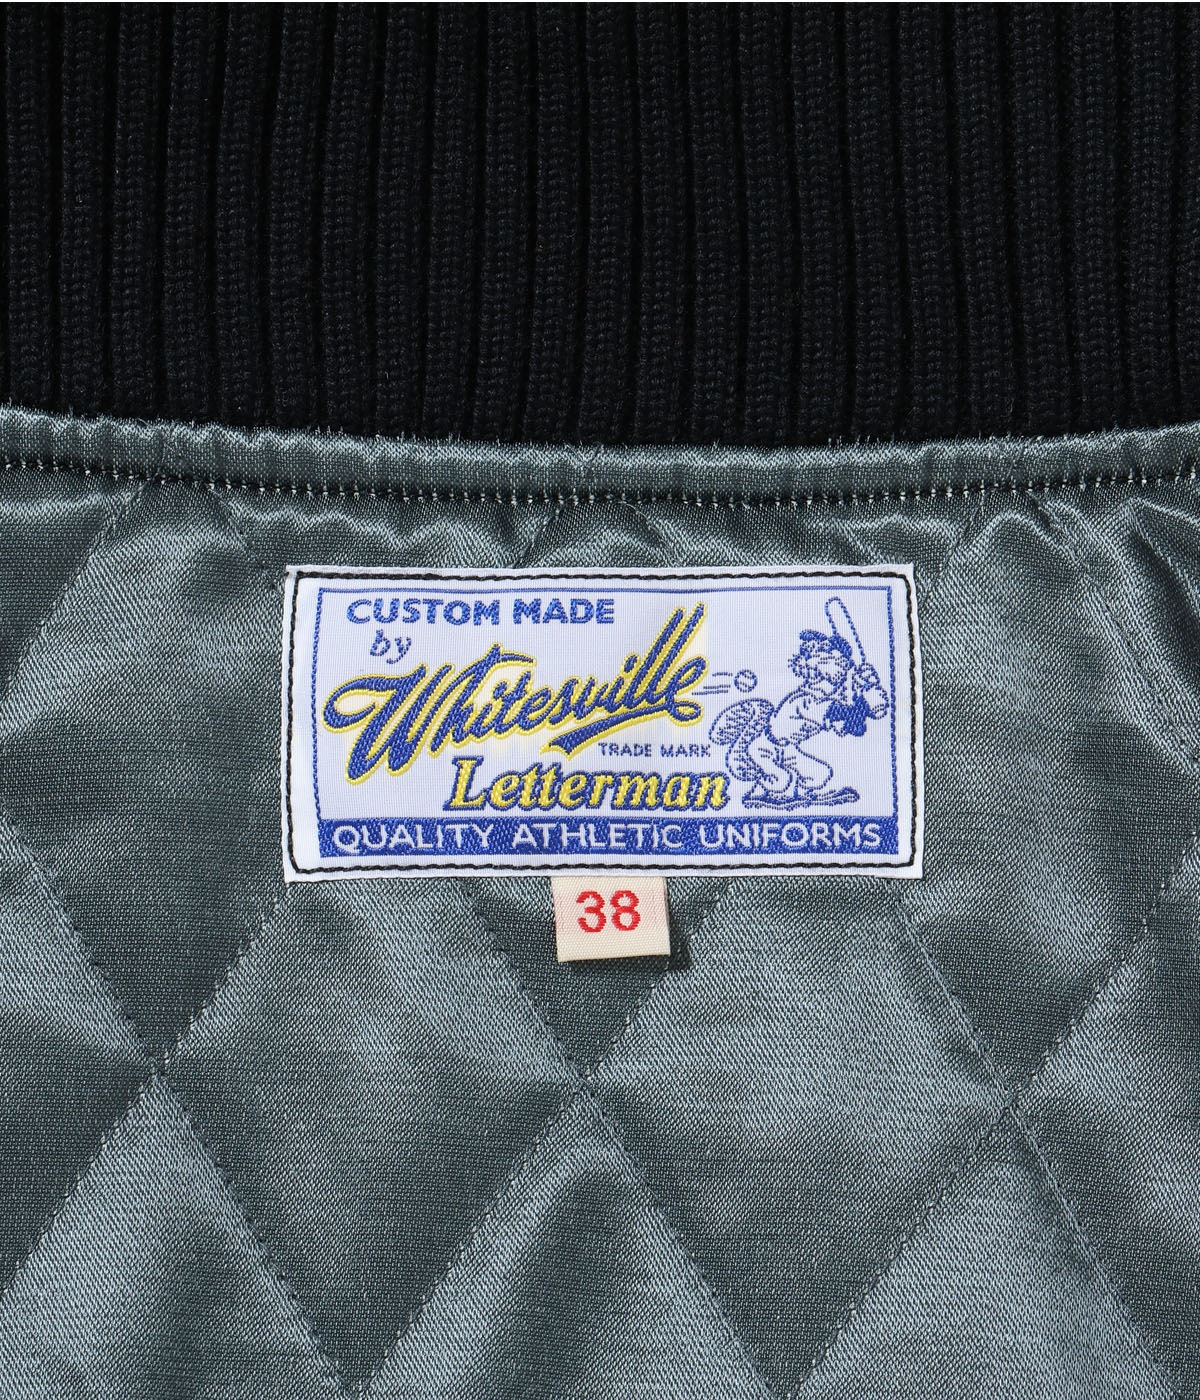 CUSTOM MADE
by
Whitesville
TRADE MARK
Letterman
QUALITY ATHLETIC UNIFORMS
38